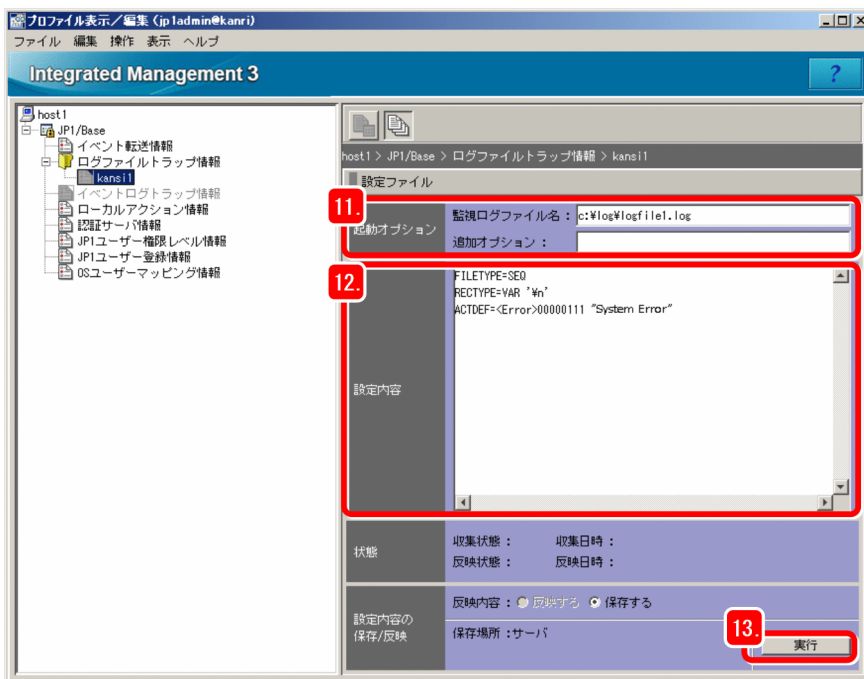 プロファイル表示／編集 (jp1admin@kanri)
ファイル 編集 操作 表示 ヘルプ
Integrated Management 3
?
host1
JP1/Base
イベント転送情報
ログファイルトラップ情報
kansi1
イベントログトラップ情報
ローカルアクション情報
認証サーバ情報
JP1ユーザー権限レベル情報
JP1ユーザー登録情報
OSユーザーマッピング情報
host1 > JP1/Base > ログファイルトラップ情報 > kansi1
設定ファイル
11.
起動オプション
監視ログファイル名： c:¥log¥logfile1.log
追加オプション：
12.
設定内容
FILETYPE=SEQ
RECTYPE=VAR '¥n'
ACTDEF=<Error>00000111 "System Error"
状態
収集状態： 収集日時：
反映状態： 反映日時：
設定内容の
保存/反映
反映内容： 反映する 保存する
保存場所：サーバ
13.
実行